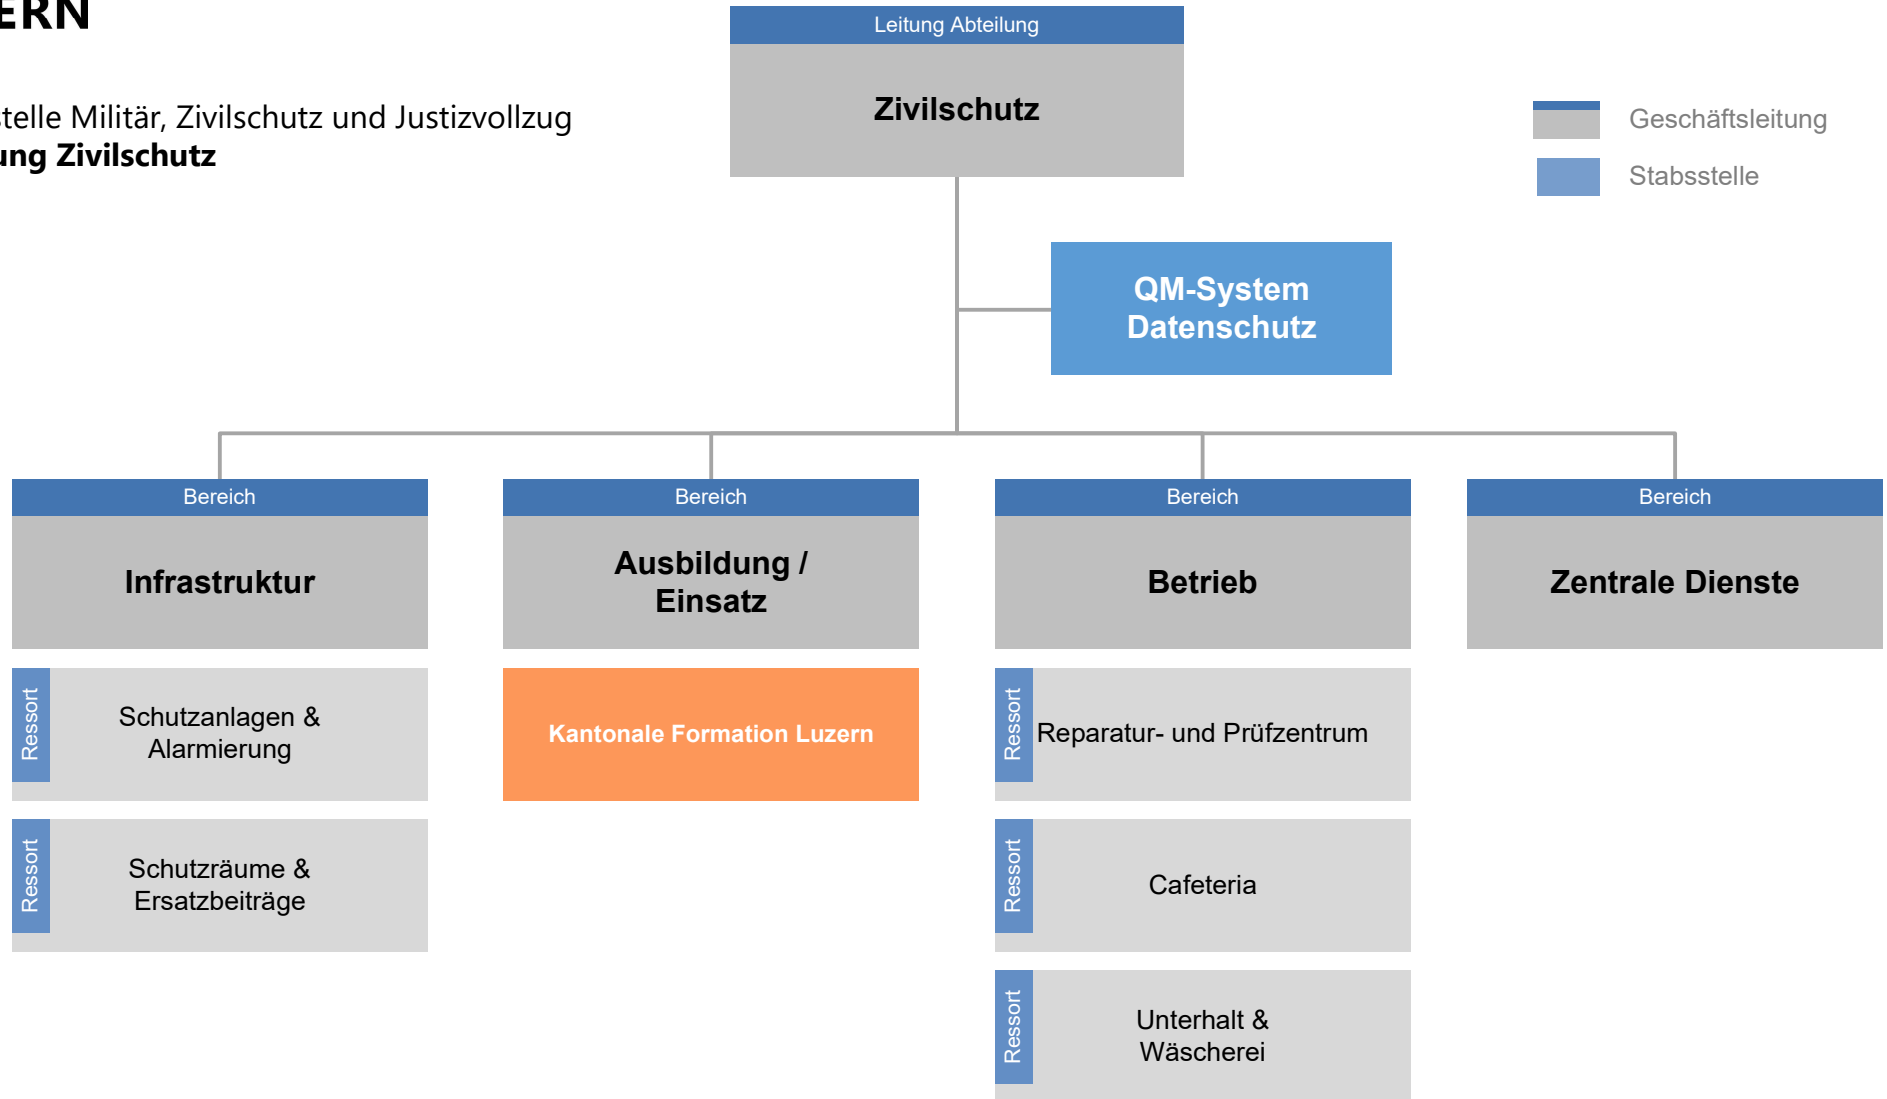 ERN
stelle Militär, Zivilschutz und Justizvollzug
ung Zivilschutz
Leitung Abteilung
Zivilschutz
Geschäftsleitung
Stabsstelle
QM-System
Datenschutz
Bereich
Infrastruktur
Ressort
Schutzanlagen &
Alarmierung
Ressort
Schutzräume &
Ersatzbeiträge
Bereich
Ausbildung /
Einsatz
Kantonale Formation Luzern
Bereich
Betrieb
Ressort
Reparatur- und Prüfzentrum
Ressort
Cafeteria
Ressort
Unterhalt &
Wäscherei
Bereich
Zentrale Dienste